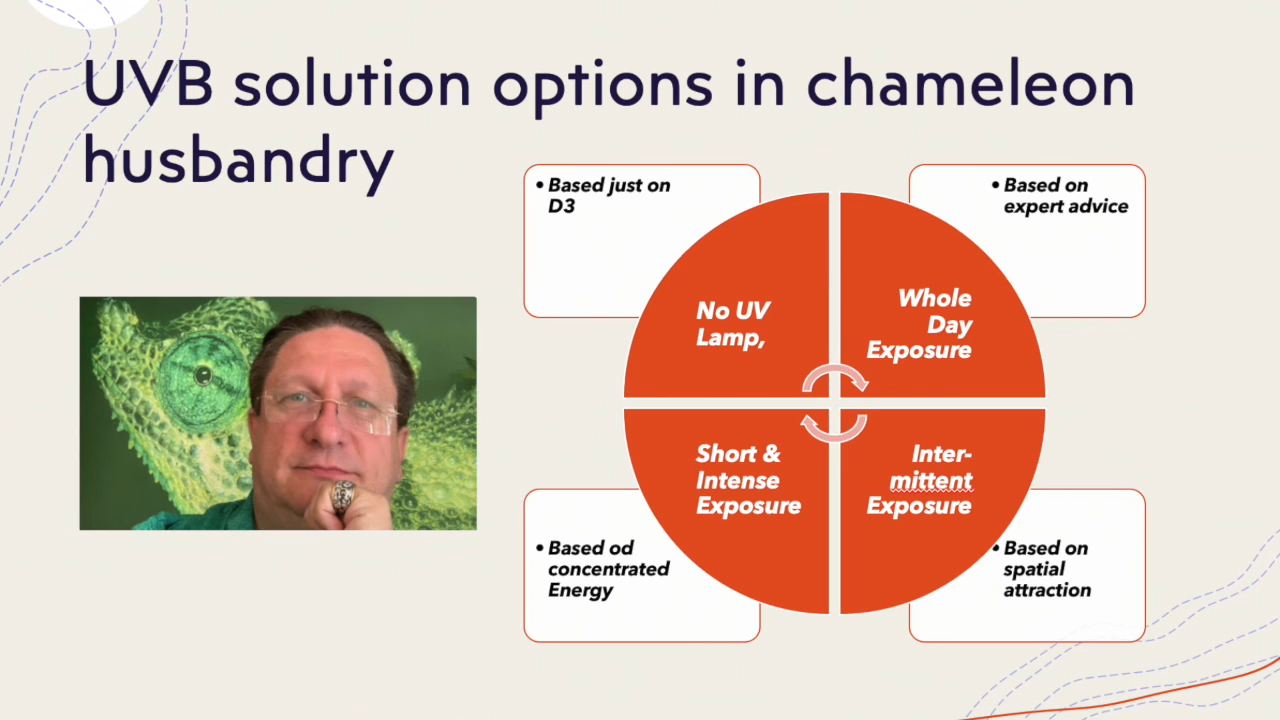 UVB solution options in chameleon
husbandry
• Based just on
D3
• Based on
expert advice
No UV
Lamp,
Whole
Day
Exposure
Short &
Intense
Exposure
Inter-
mittent
Exposure
• Based od
concentrated
Energy
• Based on
spatial
attraction